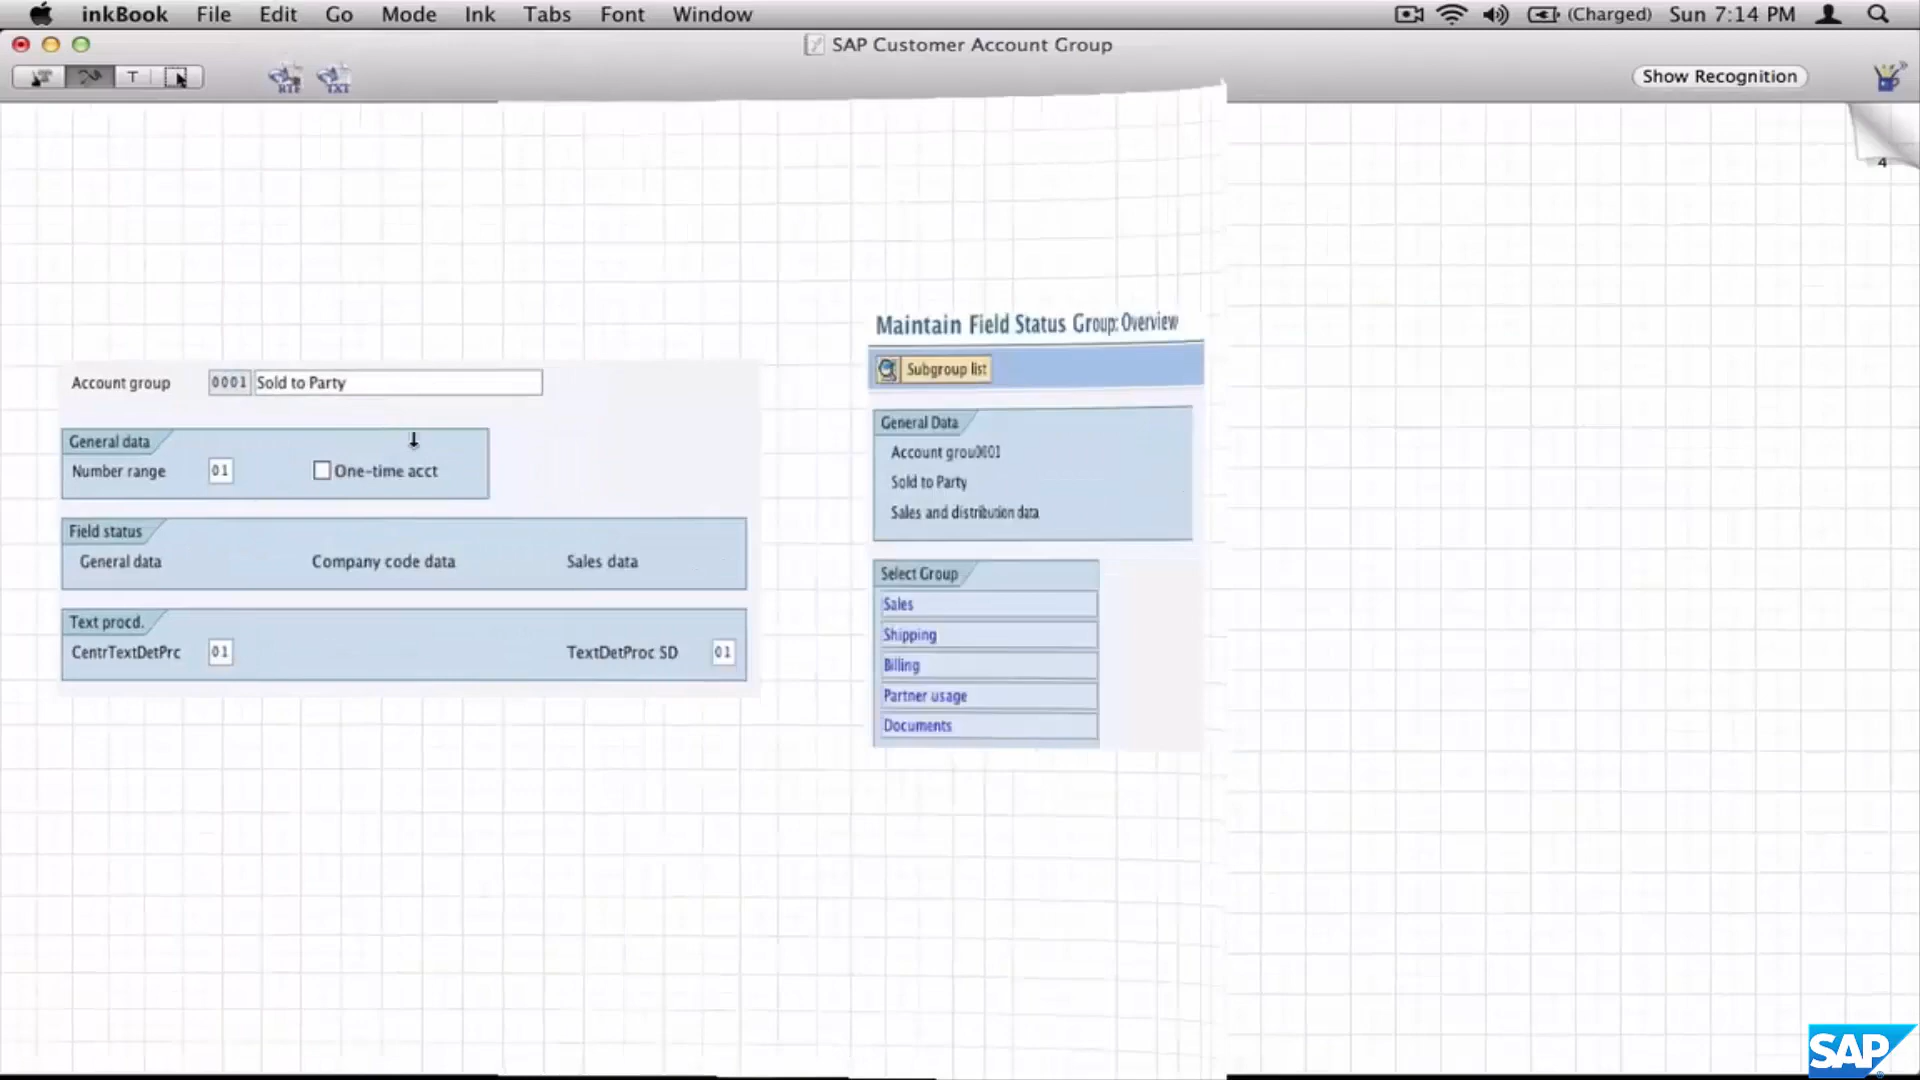 inkBook File Edit Go Mode Ink Tabs Font Window (Charged) Sun 7:14 PM
SAP Customer Account Group
T RTF TXT Show Recognition
4
Account group 0001 Sold to Party
General data
Number range 01 One-time acct
Field status
General data Company code data Sales data
Text procd.
CentrTextDetPrc 01 TextDetProc SD 01
Maintain Field Status Group: Overview
Subgroup list
General Data
Account grou0001
Sold to Party
Sales and distribution data
Select Group
Sales
Shipping
Billing
Partner usage
Documents
SAP